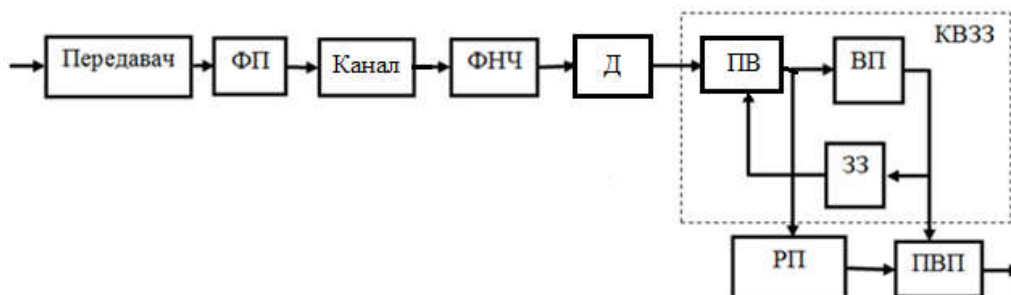 КВЗЗ
Передавач
ФП
Канал
ФНЧ
Д
ПВ
ВП
ЗЗ
РП
ПВП